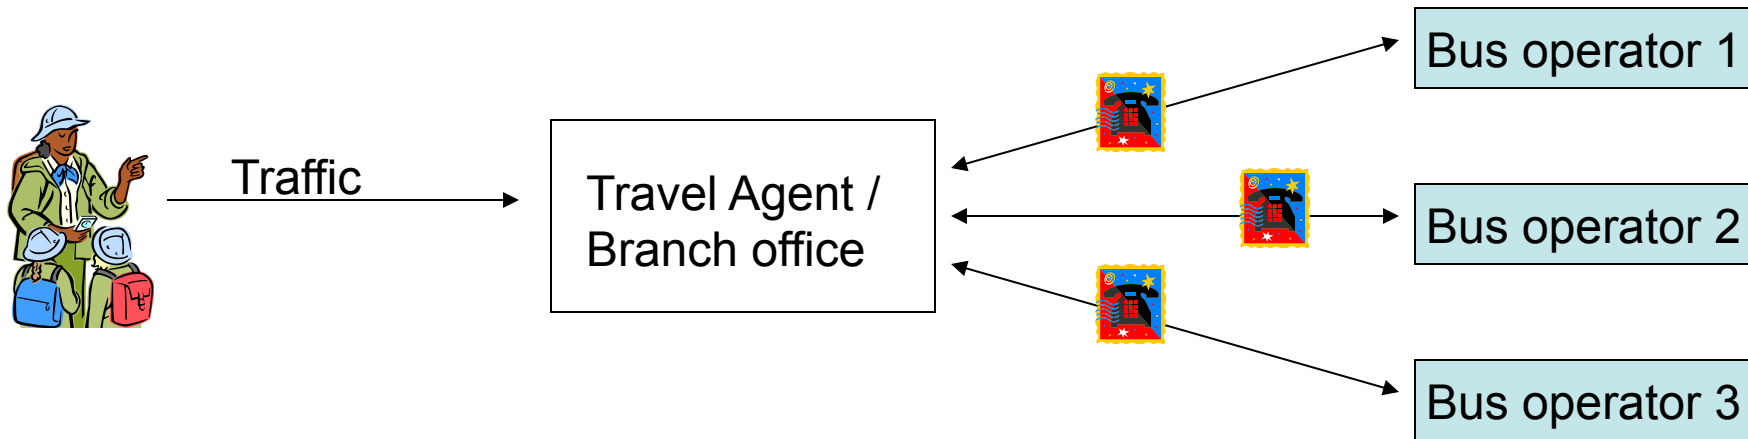 Bus operator 1
Traffic
Travel Agent /
Branch office
Bus operator 2
Bus operator 3